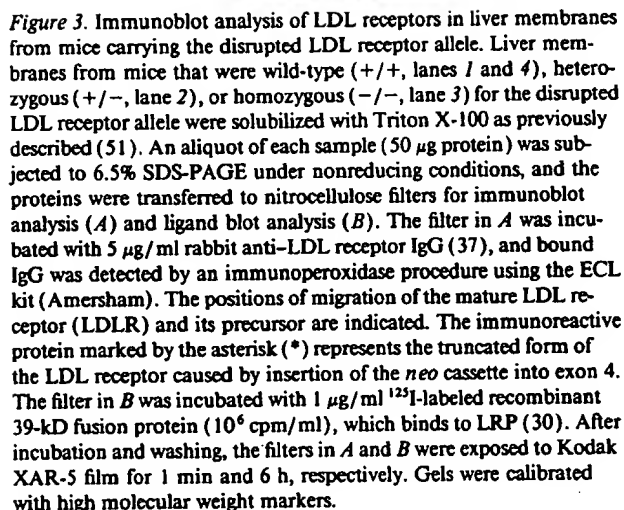 Figure 3. Immunoblot analysis of LDL receptors in liver membranes
from mice carrying the disrupted LDL receptor allele. Liver mem-
branes from mice that were wild-type (+/+, lanes 1 and 4), hetero-
zygous (+/−, lane 2), or homozygous (−/−, lane 3) for the disrupted
LDL receptor allele were solubilized with Triton X-100 as previously
described (51). An aliquot of each sample (50 μg protein) was sub-
jected to 6.5% SDS-PAGE under nonreducing conditions, and the
proteins were transferred to nitrocellulose filters for immunoblot
analysis (A) and ligand blot analysis (B). The filter in A was incu-
bated with 5 μg/ml rabbit anti–LDL receptor IgG (37), and bound
IgG was detected by an immunoperoxidase procedure using the ECL
kit (Amersham). The positions of migration of the mature LDL re-
ceptor (LDLR) and its precursor are indicated. The immunoreactive
protein marked by the asterisk (*) represents the truncated form of
the LDL receptor caused by insertion of the neo cassette into exon 4.
The filter in B was incubated with 1 μg/ml ¹²⁵I-labeled recombinant
39-kD fusion protein (10⁶ cpm/ml), which binds to LRP (30). After
incubation and washing, the filters in A and B were exposed to Kodak
XAR-5 film for 1 min and 6 h, respectively. Gels were calibrated
with high molecular weight markers.